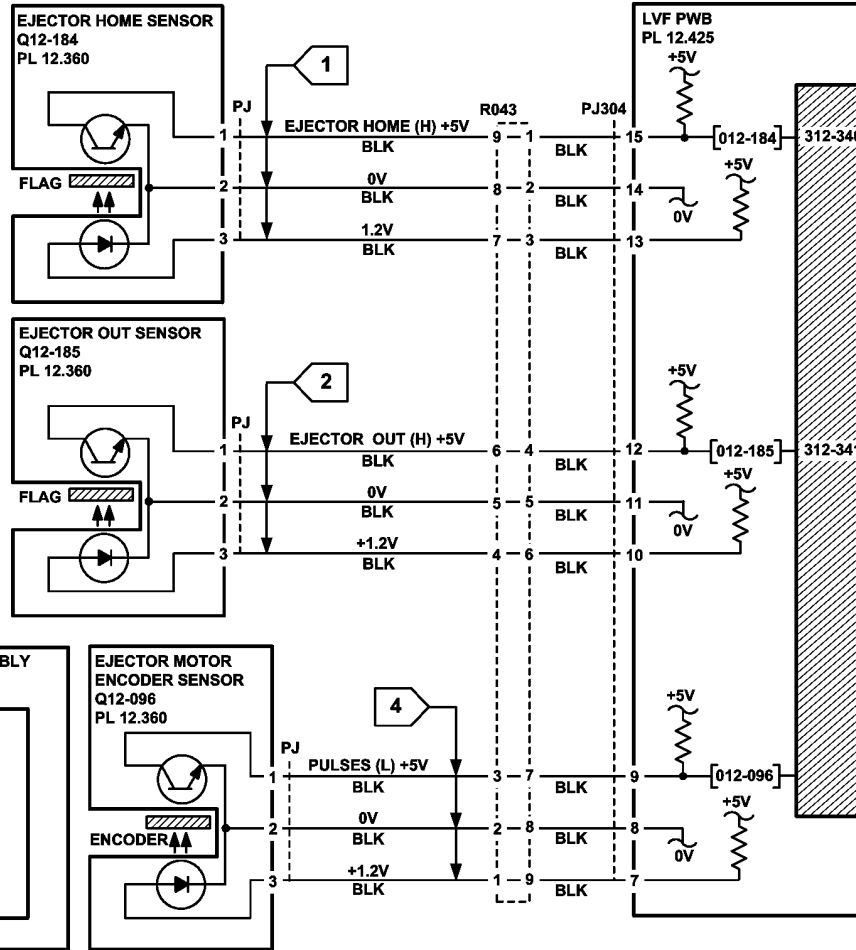 EJECTOR HOME SENSOR
Q12-184
PL 12.360
FLAG
PJ
1
2
3
1
EJECTOR HOME (H) +5V
BLK
0V
BLK
1.2V
BLK
R043
9 1
8 2
7 3
BLK
BLK
BLK
PJ304
15
14
13
LVF PWB
PL 12.425
+5V
012-184
312-340
+5V
0V
EJECTOR OUT SENSOR
Q12-185
PL 12.360
FLAG
PJ
1
2
3
2
EJECTOR OUT (H) +5V
BLK
0V
BLK
+1.2V
BLK
6 4
5 5
4 6
BLK
BLK
BLK
12
11
10
+5V
012-185
312-341
+5V
0V
BLY
EJECTOR MOTOR
ENCODER SENSOR
Q12-096
PL 12.360
ENCODER
PJ
1
2
3
4
PULSES (L) +5V
BLK
0V
BLK
+1.2V
BLK
3 7
2 8
1 9
BLK
BLK
BLK
9
8
7
+5V
012-096
+5V
0V